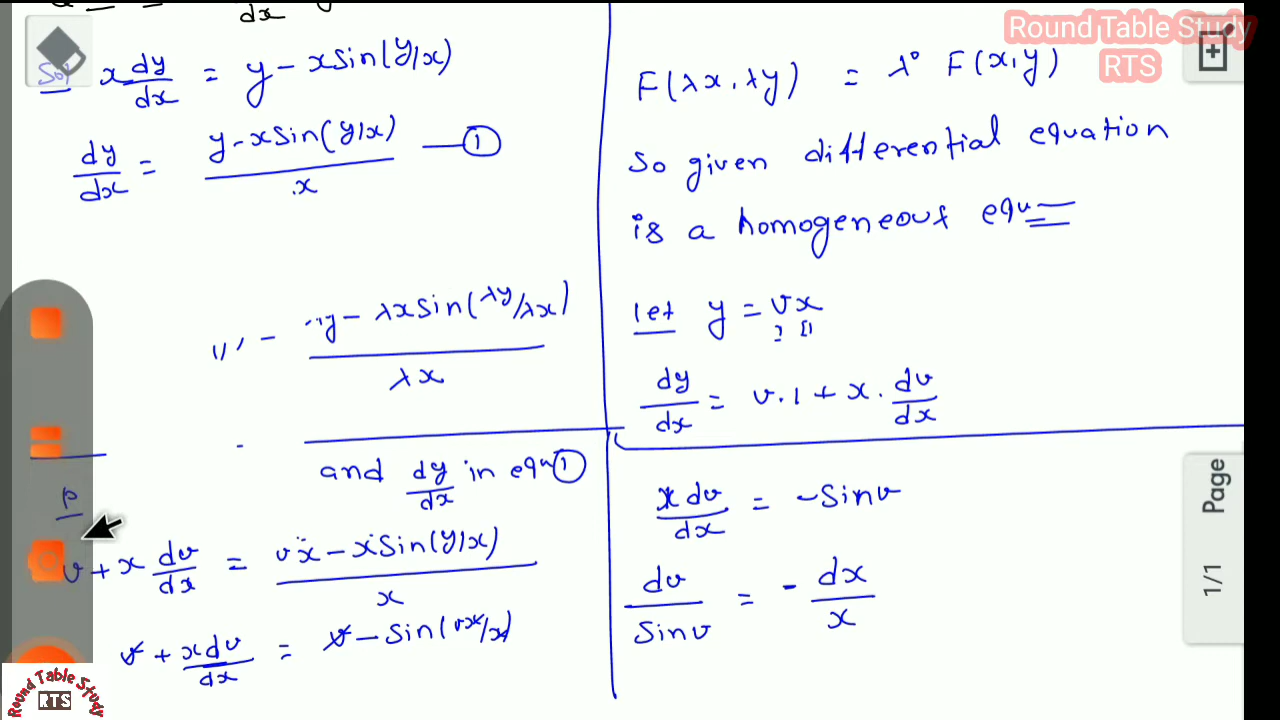 dx
Sol x dy/dx = y - x sin(y/x)
dy/dx = y - x sin(y/x) / x — ①
y - λx sin(λy/λx) / λx
and dy/dx in equⁿ ①
v + x dv/dx = vx - x sin(y/x) / x
v + x dv/dx = v - sin(vx/x)
F(λx, λy) = λ° F(x,y)
So given differential equation
is a homogeneous equ
let y = vx
dy/dx = v·1 + x·dv/dx
x dv/dx = -sin v
dv/sin v = - dx/x
Round Table Study
RTS
Page
1/1
Round Table Study
RTS